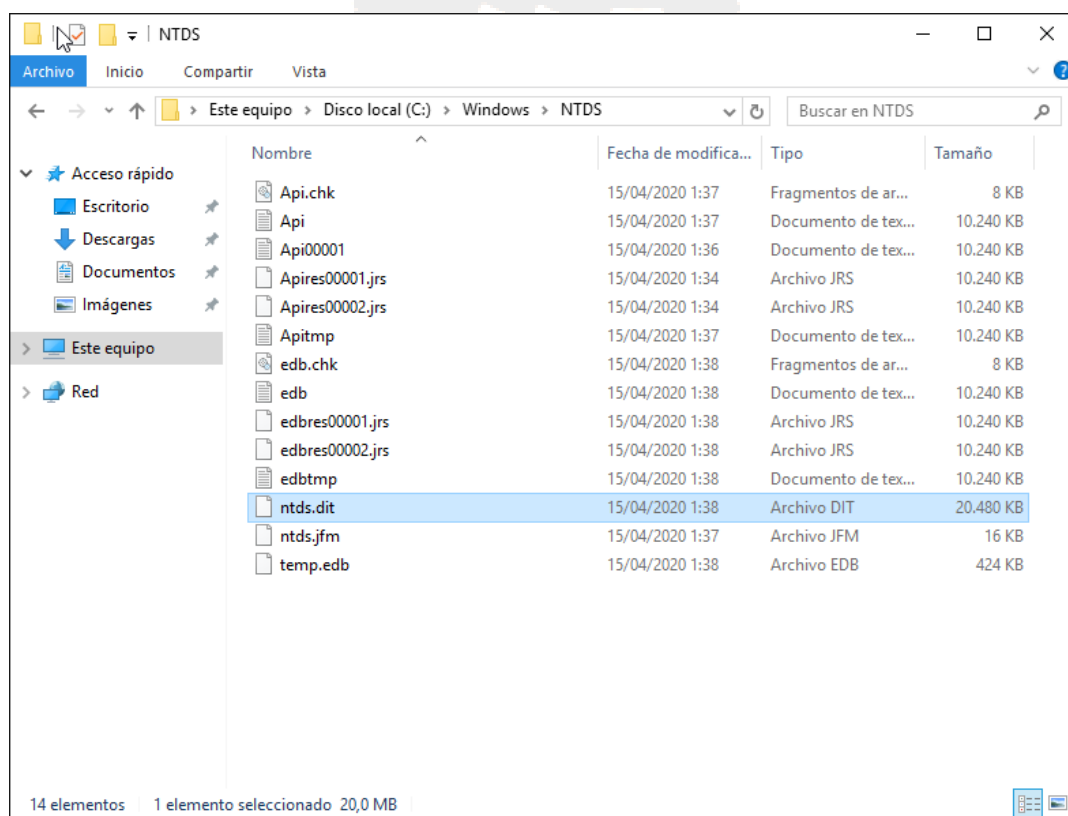 NTDS
Archivo Inicio Compartir Vista
Este equipo > Disco local (C:) > Windows > NTDS Buscar en NTDS
Nombre Fecha de modifica... Tipo Tamaño
Acceso rápido
Escritorio
Descargas
Documentos
Imágenes
Este equipo
Red
Api.chk 15/04/2020 1:37 Fragmentos de ar... 8 KB
Api 15/04/2020 1:37 Documento de tex... 10.240 KB
Api00001 15/04/2020 1:36 Documento de tex... 10.240 KB
Apires00001.jrs 15/04/2020 1:34 Archivo JRS 10.240 KB
Apires00002.jrs 15/04/2020 1:34 Archivo JRS 10.240 KB
Apitmp 15/04/2020 1:37 Documento de tex... 10.240 KB
edb.chk 15/04/2020 1:38 Fragmentos de ar... 8 KB
edb 15/04/2020 1:38 Documento de tex... 10.240 KB
edbres00001.jrs 15/04/2020 1:38 Archivo JRS 10.240 KB
edbres00002.jrs 15/04/2020 1:38 Archivo JRS 10.240 KB
edbtmp 15/04/2020 1:38 Documento de tex... 10.240 KB
ntds.dit 15/04/2020 1:38 Archivo DIT 20.480 KB
ntds.jfm 15/04/2020 1:37 Archivo JFM 16 KB
temp.edb 15/04/2020 1:38 Archivo EDB 424 KB
14 elementos 1 elemento seleccionado 20,0 MB